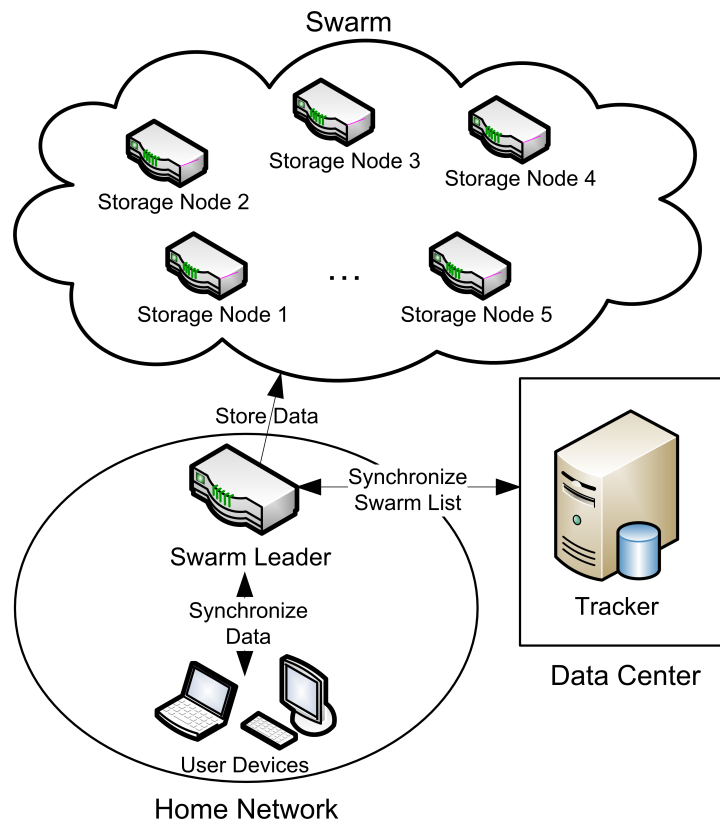 Swarm
Storage Node 3
Storage Node 4
Storage Node 2
...
Storage Node 1
Storage Node 5
Store Data
Synchronize
Swarm List
Swarm Leader
Synchronize
Data
Tracker
Data Center
User Devices
Home Network